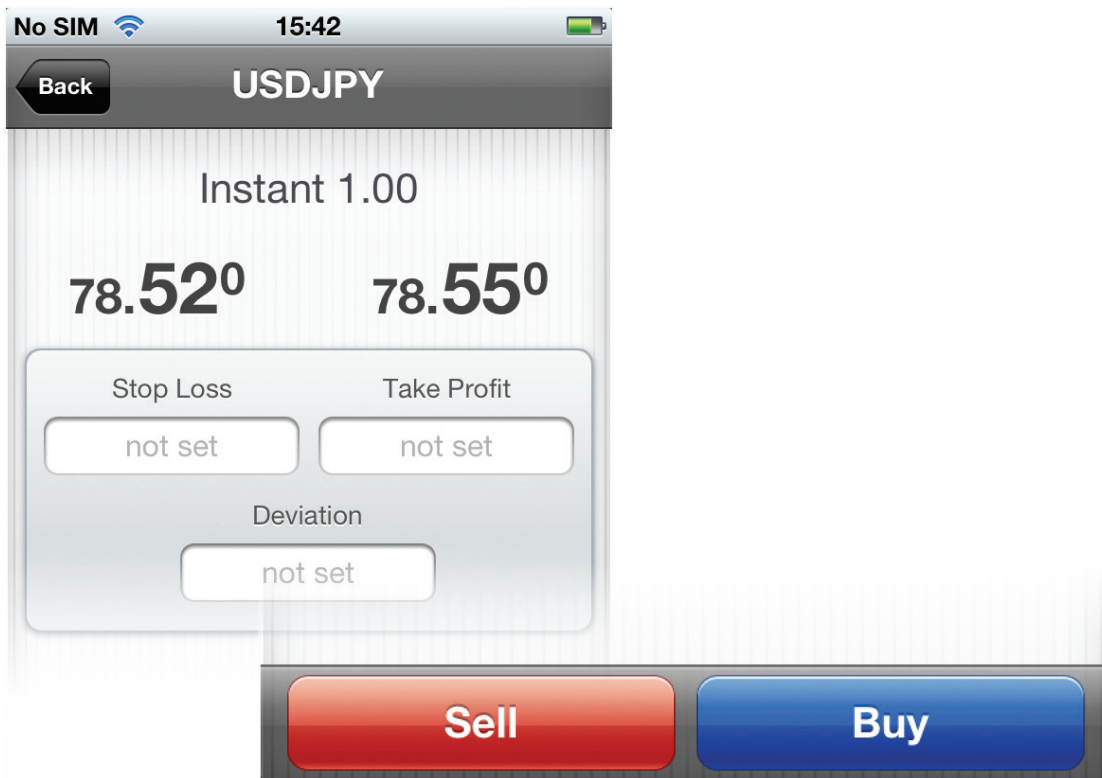 No SIM 15:42
Back USDJPY
Instant 1.00
78.520 78.550
Stop Loss Take Profit
not set not set
Deviation
not set
Sell Buy